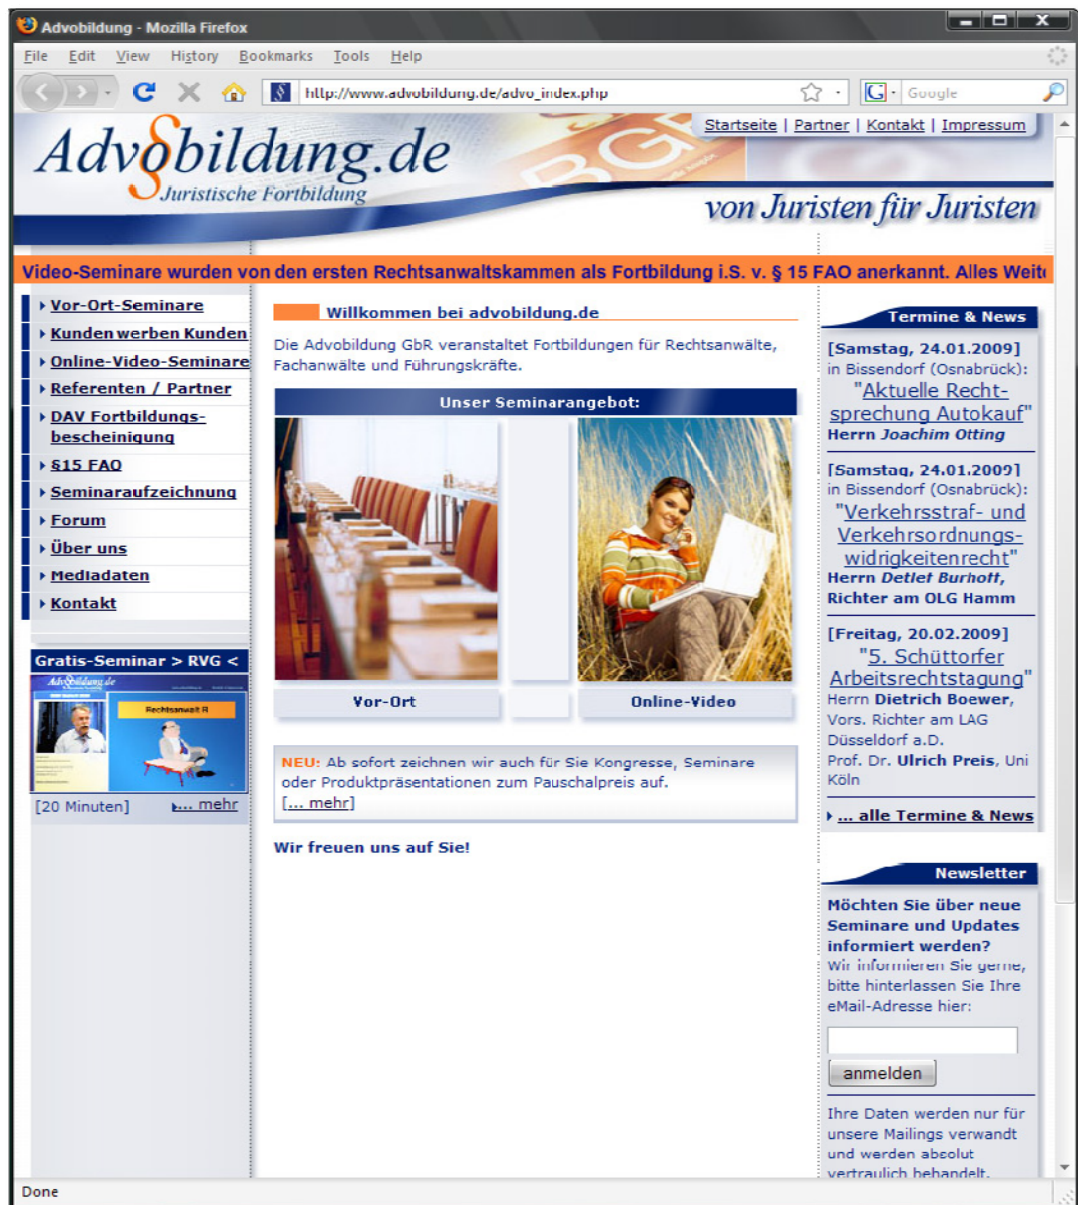 Advobildung - Mozilla Firefox
File Edit View History Bookmarks Tools Help
http://www.advobildung.de/advo_index.php
Google
Startseite | Partner | Kontakt | Impressum
Advobildung.de
Juristische Fortbildung
BGB
von Juristen für Juristen
Video-Seminare wurden von den ersten Rechtsanwaltskammen als Fortbildung i.S. v. § 15 FAO anerkannt. Alles Weite
Vor-Ort-Seminare
Kunden werben Kunden
Online-Video-Seminare
Referenten / Partner
DAV Fortbildungs-
bescheinigung
§15 FAO
Seminaraufzeichnung
Forum
Über uns
Mediadaten
Kontakt
Gratis-Seminar > RVG <
Advobildung.de
Rechtsanwalt R
[20 Minuten] ... mehr
Willkommen bei advobildung.de
Die Advobildung GbR veranstaltet Fortbildungen für Rechtsanwälte,
Fachanwälte und Führungskräfte.
Unser Seminarangebot:
Vor-Ort
Online-Video
NEU: Ab sofort zeichnen wir auch für Sie Kongresse, Seminare
oder Produktpräsentationen zum Pauschalpreis auf.
[... mehr]
Wir freuen uns auf Sie!
Termine & News
[Samstag, 24.01.2009]
in Bissendorf (Osnabrück):
"Aktuelle Recht-
sprechung Autokauf"
Herrn Joachim Otting
[Samstag, 24.01.2009]
in Bissendorf (Osnabrück):
"Verkehrsstraf- und
Verkehrsordnungs-
widrigkeitenrecht"
Herrn Detlef Burhoff,
Richter am OLG Hamm
[Freitag, 20.02.2009]
"5. Schüttorfer
Arbeitsrechtstagung"
Herrn Dietrich Boewer,
Vors. Richter am LAG
Düsseldorf a.D.
Prof. Dr. Ulrich Preis, Uni
Köln
... alle Termine & News
Newsletter
Möchten Sie über neue
Seminare und Updates
informiert werden?
Wir informieren Sie gerne,
bitte hinterlassen Sie Ihre
eMail-Adresse hier:
anmelden
Ihre Daten werden nur für
unsere Mailings verwandt
und werden absolut
vertraulich behandelt.
Done